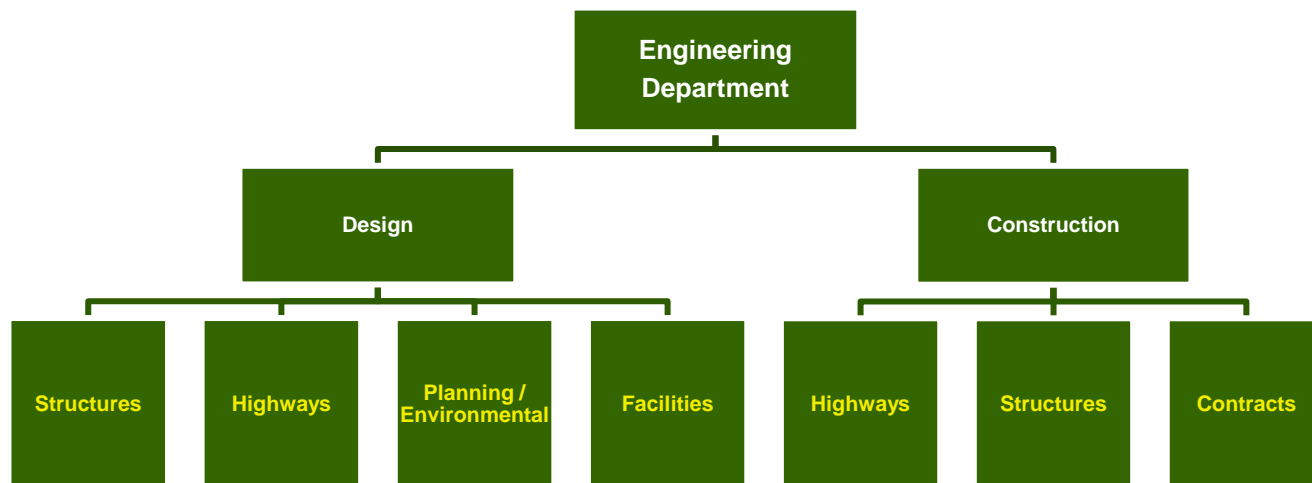 Engineering
Department
Design
Construction
Structures
Highways
Planning /
Environmental
Facilities
Highways
Structures
Contracts